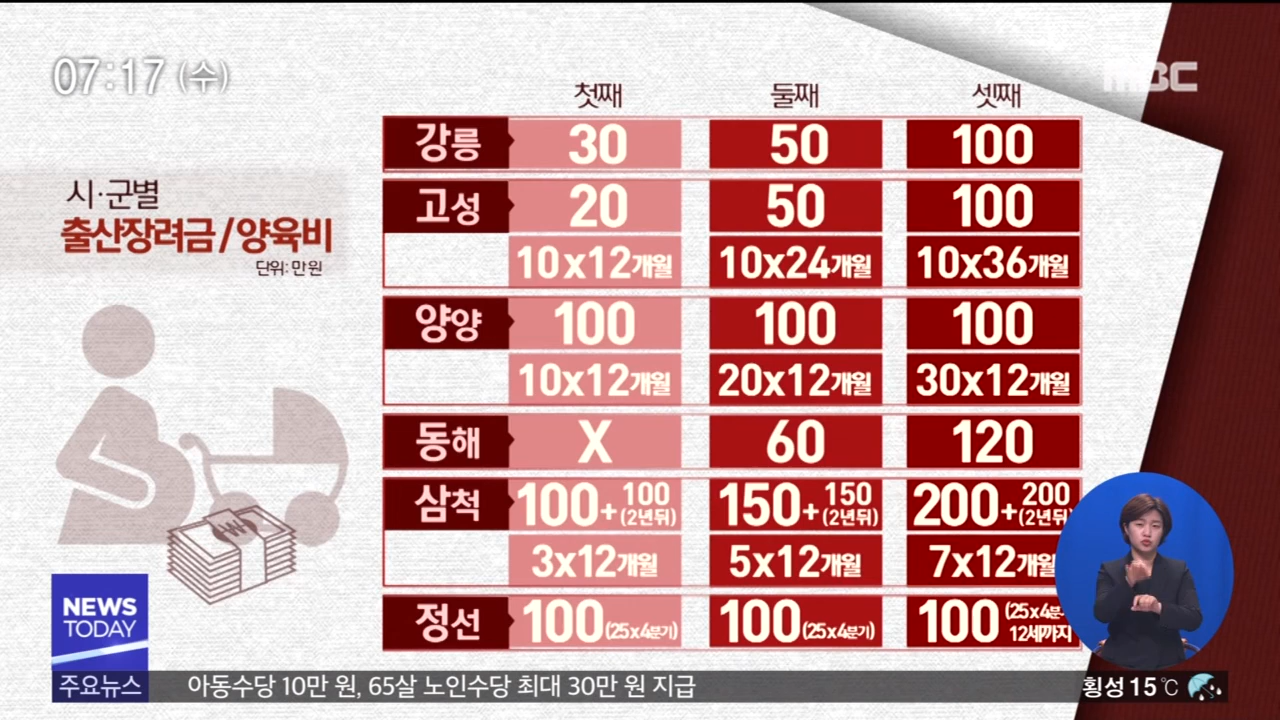 07:17 (수)
MBC
시·군별
출산장려금/양육비
단위: 만 원
첫째 둘째 셋째
강릉 30 50 100
고성 20 50 100
10x12개월 10x24개월 10x36개월
양양 100 100 100
10x12개월 20x12개월 30x12개월
동해 X 60 120
삼척 100+100(2년뒤) 150+150(2년뒤) 200+200(2년뒤)
3x12개월 5x12개월 7x12개월
정선 100(25x4분기) 100(25x4분기) 100(25x4분기
12세까지
NEWS
TODAY
주요뉴스 아동수당 10만 원, 65살 노인수당 최대 30만 원 지급 횡성 15℃